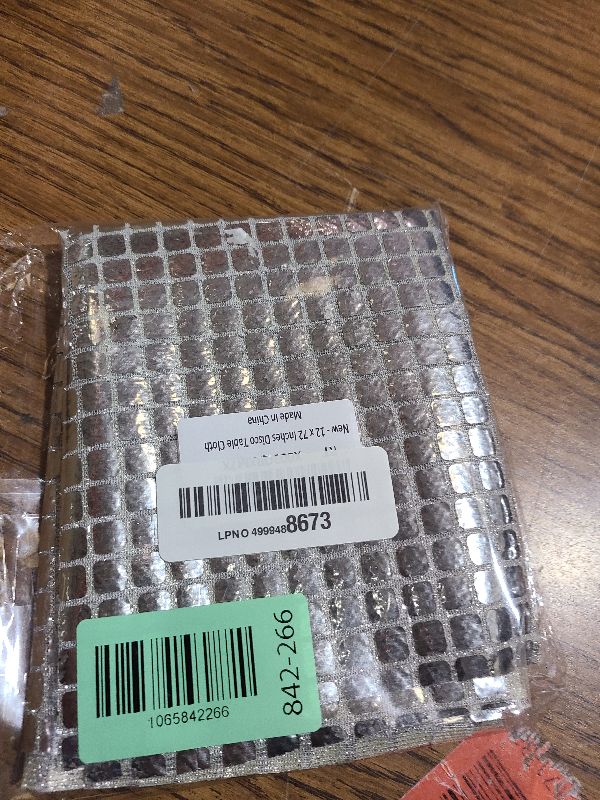 New - 12 x 72 Inches Disco Table Cloth
Made in China
LPNO 4999488673
1065842266
842-266